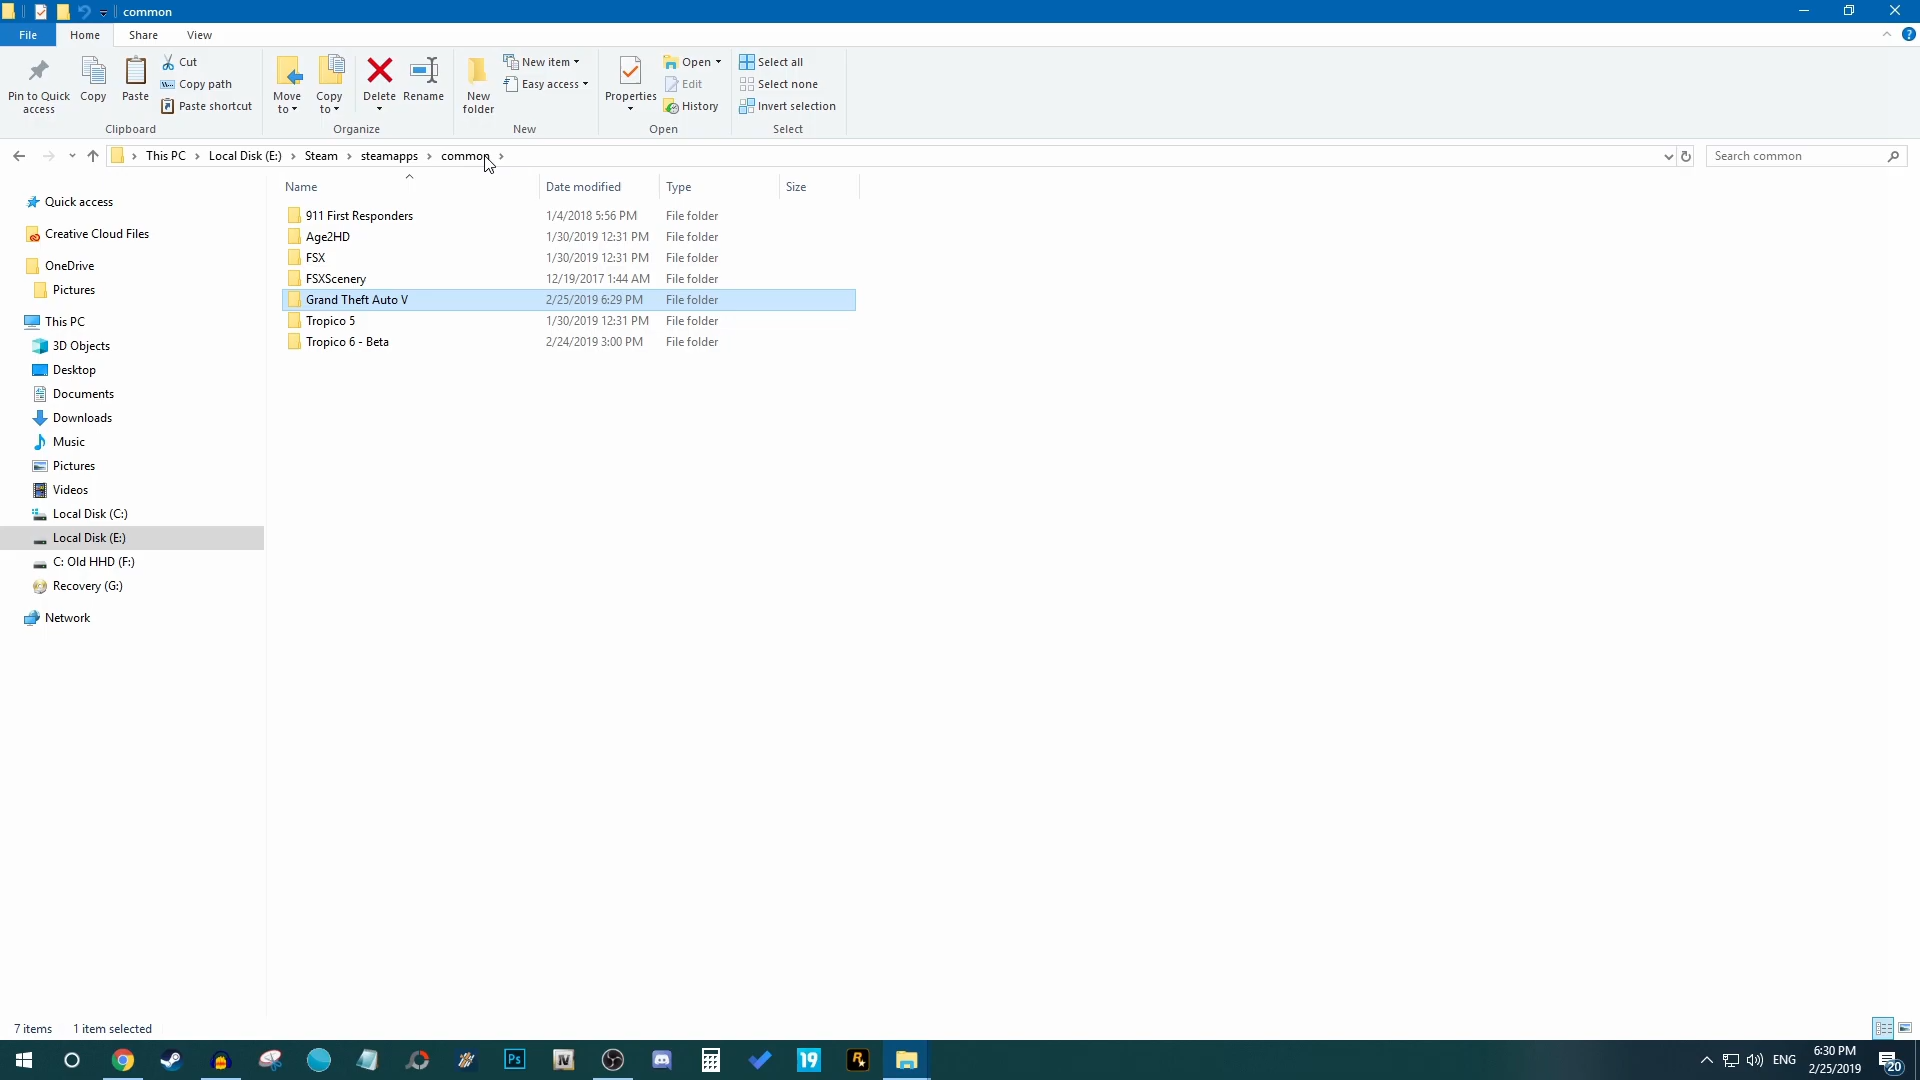 common
File Home Share View
Pin to Quick access
Copy
Paste
Cut
Copy path
Paste shortcut
Clipboard
Move to
Copy to
Delete
Rename
Organize
New folder
New item
Easy access
New
Properties
Open
Edit
History
Open
Select all
Select none
Invert selection
Select
This PC Local Disk (E:) Steam steamapps common
Search common
Quick access
Creative Cloud Files
OneDrive
Pictures
This PC
3D Objects
Desktop
Documents
Downloads
Music
Pictures
Videos
Local Disk (C:)
Local Disk (E:)
C: Old HHD (F:)
Recovery (G:)
Network
Name Date modified Type Size
911 First Responders 1/4/2018 5:56 PM File folder
Age2HD 1/30/2019 12:31 PM File folder
FSX 1/30/2019 12:31 PM File folder
FSXScenery 12/19/2017 1:44 AM File folder
Grand Theft Auto V 2/25/2019 6:29 PM File folder
Tropico 5 1/30/2019 12:31 PM File folder
Tropico 6 - Beta 2/24/2019 3:00 PM File folder
7 items 1 item selected
Ps
IV
19
R
ENG
6:30 PM
2/25/2019
20